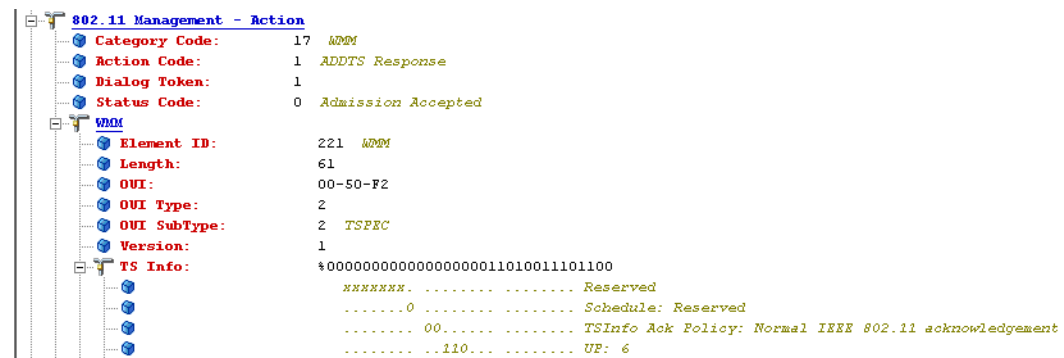 802.11 Management - Action
Category Code: 17 WMM
Action Code: 1 ADDTS Response
Dialog Token: 1
Status Code: 0 Admission Accepted
WMM
Element ID: 221 WMM
Length: 61
OUI: 00-50-F2
OUI Type: 2
OUI SubType: 2 TSPEC
Version: 1
TS Info: %000000000000000000011010011101100
xxxxxxx. ........ ........ Reserved
.......0 ........ ........ Schedule: Reserved
........ 00...... ........ TSInfo Ack Policy: Normal IEEE 802.11 acknowledgement
........ ..110... ........ UP: 6